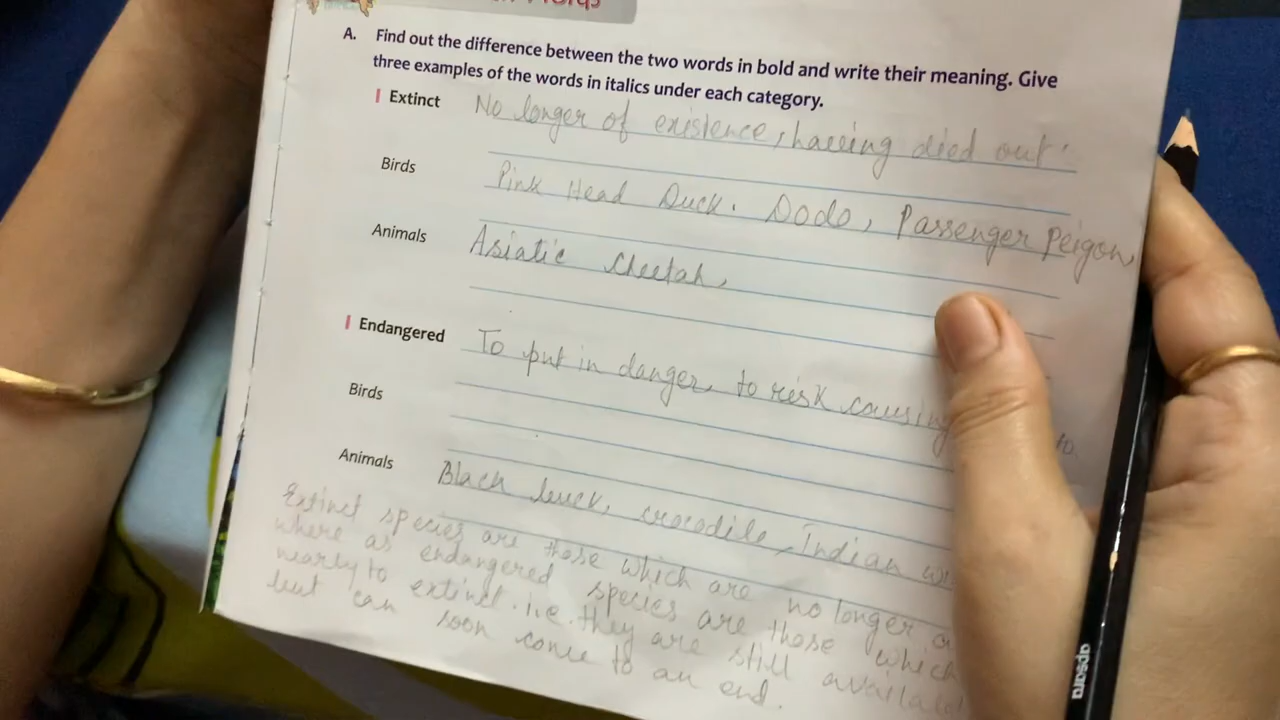 A. Find out the difference between the two words in bold and write their meaning. Give
three examples of the words in italics under each category.
Extinct No longer of existence, having died out.
Birds Pink Head Duck. Dodo, Passenger Peigon
Animals Asiatic Cheetah
Endangered To put in danger, to risk causing to
Birds
Animals Black buck, crocodile, Indian
Extinct species are those which are no longer
where as endangered species are those which
nearly to extinct. i.e. they are still
but can soon come to an end.
apsara